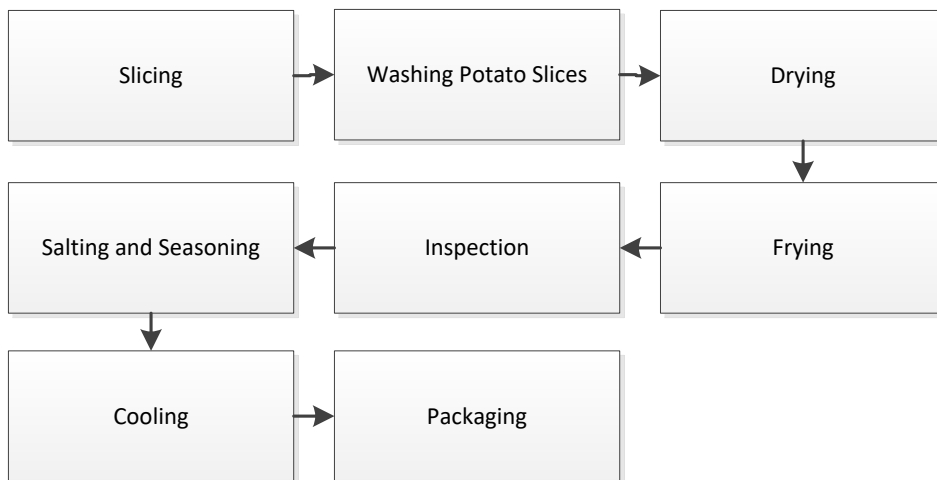 Slicing
Washing Potato Slices
Drying
Frying
Inspection
Salting and Seasoning
Cooling
Packaging